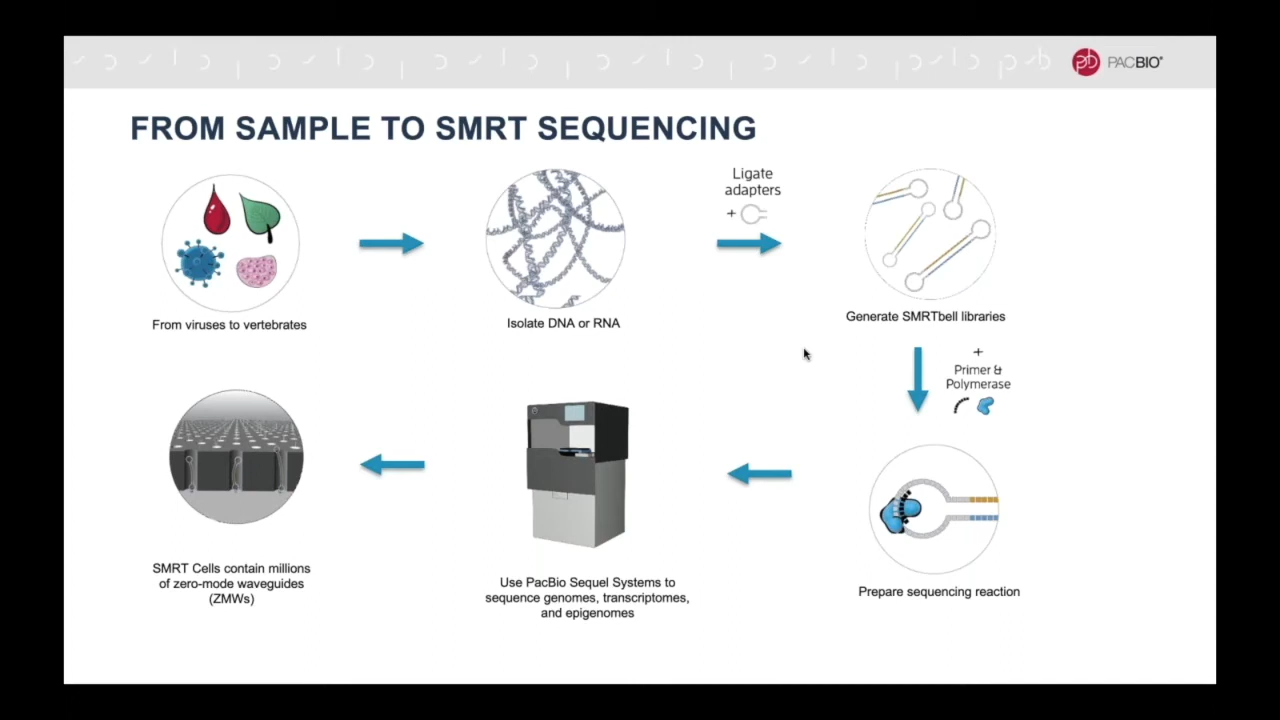 PACBIO®
FROM SAMPLE TO SMRT SEQUENCING
From viruses to vertebrates
Isolate DNA or RNA
Ligate
adapters
+
Generate SMRTbell libraries
+
Primer &
Polymerase
Prepare sequencing reaction
Use PacBio Sequel Systems to
sequence genomes, transcriptomes,
and epigenomes
SMRT Cells contain millions
of zero-mode waveguides
(ZMWs)